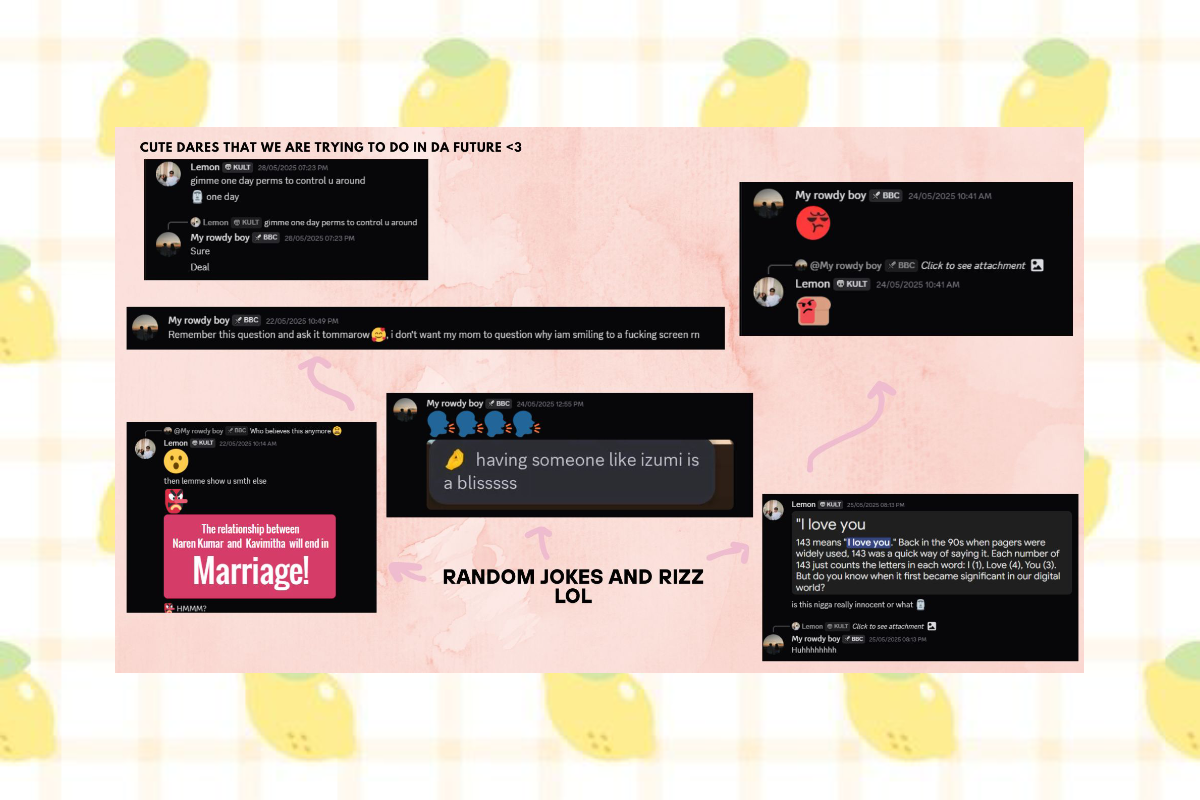 CUTE DARES THAT WE ARE TRYING TO DO IN DA FUTURE <3
Lemon KULT 28/05/2025 07:23 PM
gimme one day perms to control u around
one day
Lemon KULT gimme one day perms to control u around
My rowdy boy BBC 28/05/2025 07:23 PM
Sure
Deal
My rowdy boy BBC 24/05/2025 10:41 AM
@My rowdy boy BBC Click to see attachment
Lemon KULT 24/05/2025 10:41 AM
My rowdy boy BBC 22/05/2025 10:49 PM
Remember this question and ask it tommarow 🥰, i don't want my mom to question why iam smiling to a fucking screen rn
@My rowdy boy BBC Who believes this anymore 😩
Lemon KULT 22/05/2025 10:14 AM
then lemme show u smth else
The relationship between
Naren Kumar and Kavimitha will end in
Marriage!
HMMM?
My rowdy boy BBC 24/05/2025 12:55 PM
having someone like izumi is
a blisssss
RANDOM JOKES AND RIZZ
LOL
Lemon KULT 25/05/2025 08:13 PM
"I love you
143 means "I love you." Back in the 90s when pagers were
widely used, 143 was a quick way of saying it. Each number of
143 just counts the letters in each word: I (1), Love (4), You (3).
But do you know when it first became significant in our digital
world?
is this nigga really innocent or what
Lemon KULT Click to see attachment
My rowdy boy BBC 25/05/2025 08:13 PM
Huhhhhhhhh